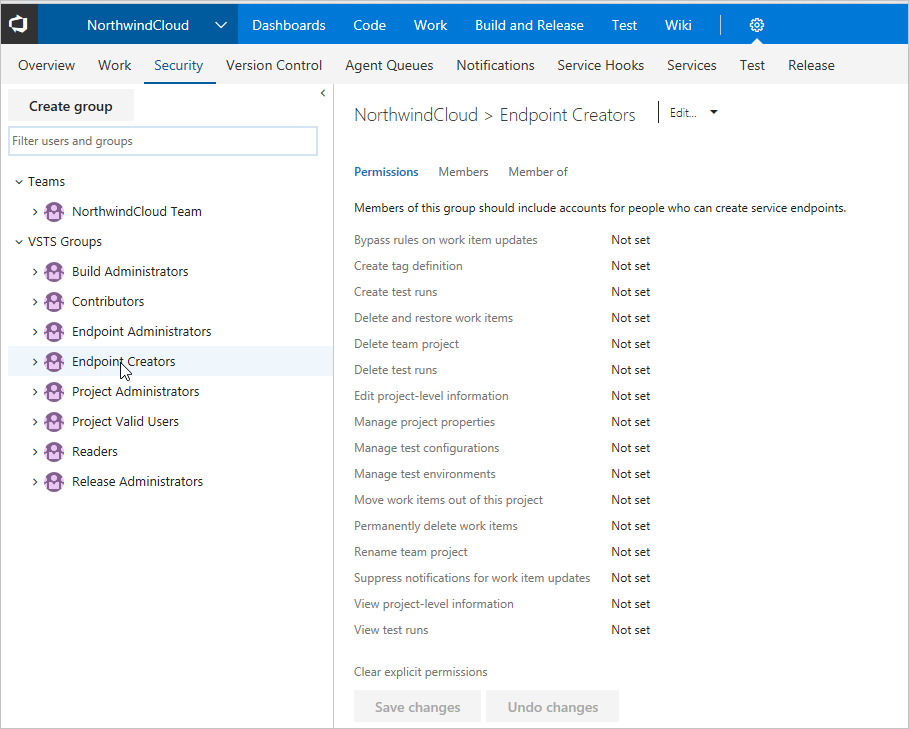 NorthwindCloud Dashboards Code Work Build and Release Test Wiki
Overview Work Security Version Control Agent Queues Notifications Service Hooks Services Test Release
Create group
Filter users and groups
Teams
NorthwindCloud Team
VSTS Groups
Build Administrators
Contributors
Endpoint Administrators
Endpoint Creators
Project Administrators
Project Valid Users
Readers
Release Administrators
NorthwindCloud > Endpoint Creators Edit...
Permissions Members Member of
Members of this group should include accounts for people who can create service endpoints.
Bypass rules on work item updates Not set
Create tag definition Not set
Create test runs Not set
Delete and restore work items Not set
Delete team project Not set
Delete test runs Not set
Edit project-level information Not set
Manage project properties Not set
Manage test configurations Not set
Manage test environments Not set
Move work items out of this project Not set
Permanently delete work items Not set
Rename team project Not set
Suppress notifications for work item updates Not set
View project-level information Not set
View test runs Not set
Clear explicit permissions
Save changes Undo changes